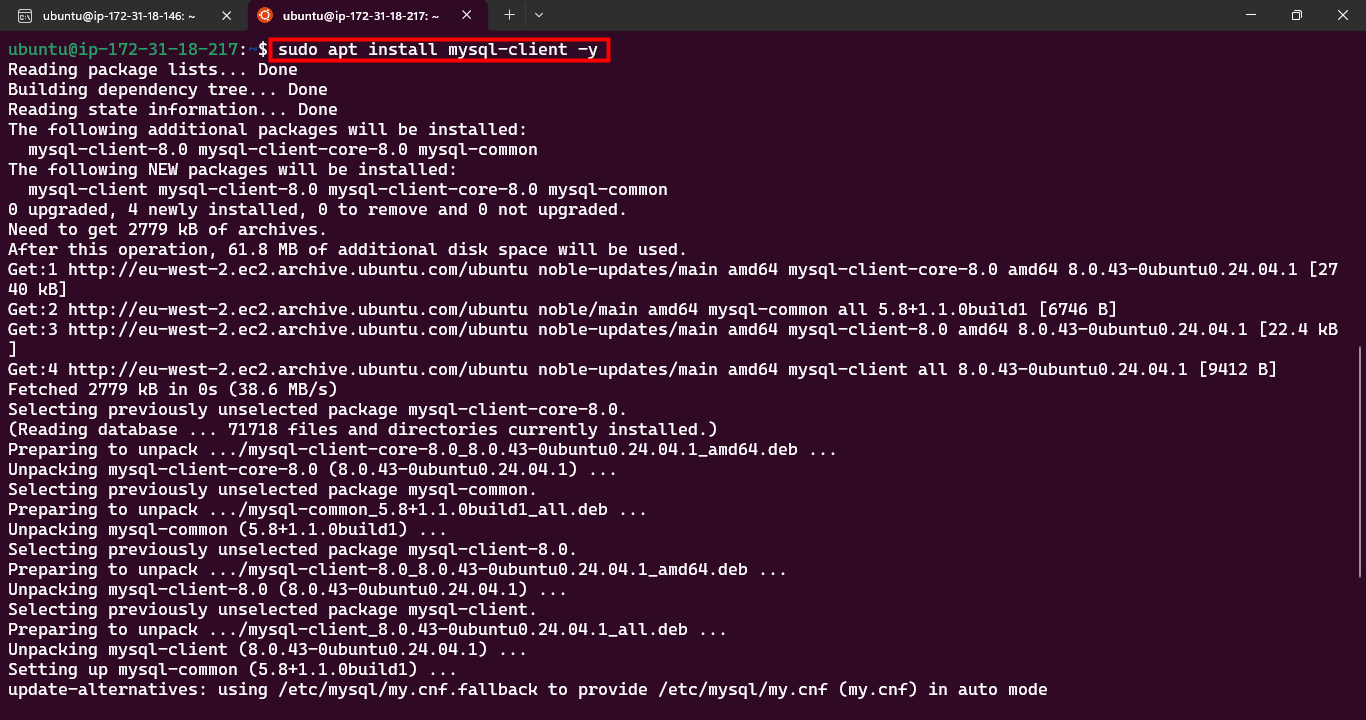 ubuntu@ip-172-31-18-146: ~
ubuntu@ip-172-31-18-217: ~
ubuntu@ip-172-31-18-217:~$ sudo apt install mysql-client -y
Reading package lists... Done
Building dependency tree... Done
Reading state information... Done
The following additional packages will be installed:
  mysql-client-8.0 mysql-client-core-8.0 mysql-common
The following NEW packages will be installed:
  mysql-client mysql-client-8.0 mysql-client-core-8.0 mysql-common
0 upgraded, 4 newly installed, 0 to remove and 0 not upgraded.
Need to get 2779 kB of archives.
After this operation, 61.8 MB of additional disk space will be used.
Get:1 http://eu-west-2.ec2.archive.ubuntu.com/ubuntu noble-updates/main amd64 mysql-client-core-8.0 amd64 8.0.43-0ubuntu0.24.04.1 [27
40 kB]
Get:2 http://eu-west-2.ec2.archive.ubuntu.com/ubuntu noble/main amd64 mysql-common all 5.8+1.1.0build1 [6746 B]
Get:3 http://eu-west-2.ec2.archive.ubuntu.com/ubuntu noble-updates/main amd64 mysql-client-8.0 amd64 8.0.43-0ubuntu0.24.04.1 [22.4 kB
]
Get:4 http://eu-west-2.ec2.archive.ubuntu.com/ubuntu noble-updates/main amd64 mysql-client all 8.0.43-0ubuntu0.24.04.1 [9412 B]
Fetched 2779 kB in 0s (38.6 MB/s)
Selecting previously unselected package mysql-client-core-8.0.
(Reading database ... 71718 files and directories currently installed.)
Preparing to unpack .../mysql-client-core-8.0_8.0.43-0ubuntu0.24.04.1_amd64.deb ...
Unpacking mysql-client-core-8.0 (8.0.43-0ubuntu0.24.04.1) ...
Selecting previously unselected package mysql-common.
Preparing to unpack .../mysql-common_5.8+1.1.0build1_all.deb ...
Unpacking mysql-common (5.8+1.1.0build1) ...
Selecting previously unselected package mysql-client-8.0.
Preparing to unpack .../mysql-client-8.0_8.0.43-0ubuntu0.24.04.1_amd64.deb ...
Unpacking mysql-client-8.0 (8.0.43-0ubuntu0.24.04.1) ...
Selecting previously unselected package mysql-client.
Preparing to unpack .../mysql-client_8.0.43-0ubuntu0.24.04.1_all.deb ...
Unpacking mysql-client (8.0.43-0ubuntu0.24.04.1) ...
Setting up mysql-common (5.8+1.1.0build1) ...
update-alternatives: using /etc/mysql/my.cnf.fallback to provide /etc/mysql/my.cnf (my.cnf) in auto mode